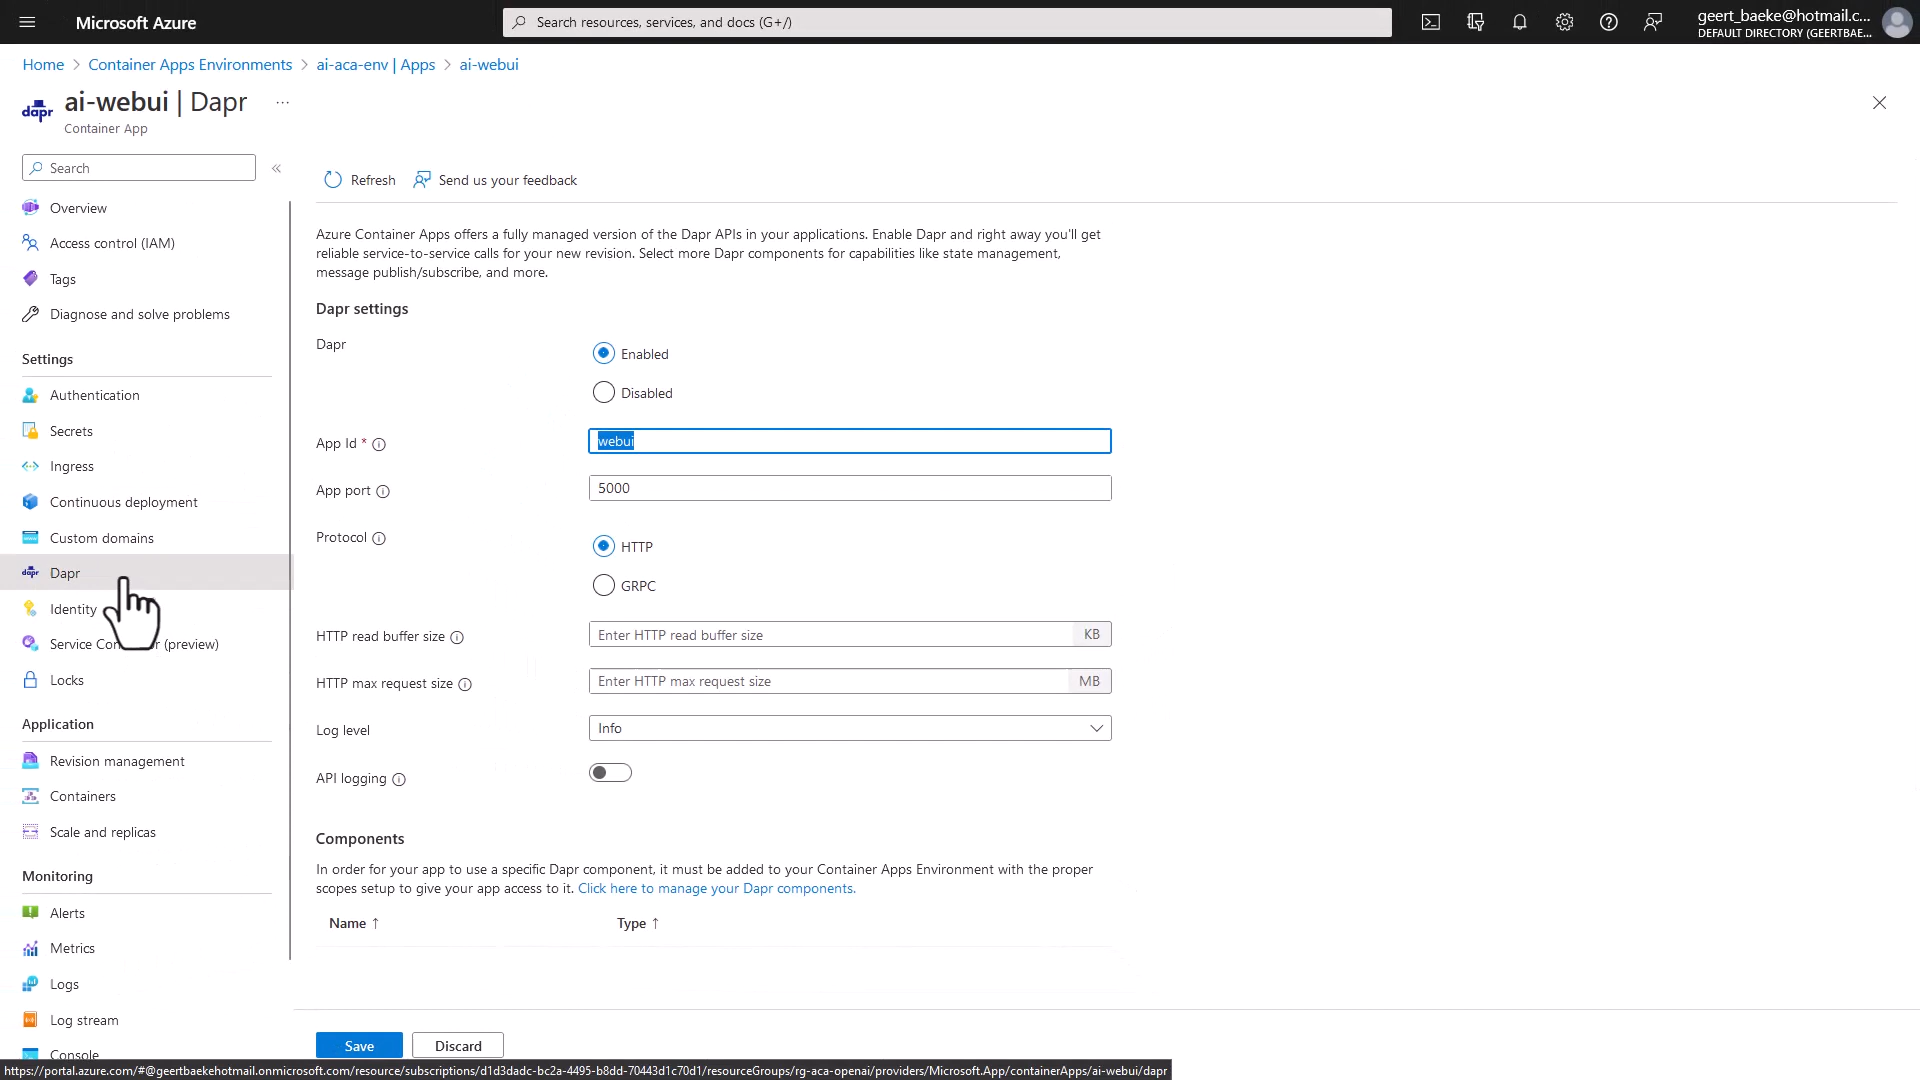 Microsoft Azure
Search resources, services, and docs (G+/)
geert_baeke@hotmail.c...
DEFAULT DIRECTORY (GEERTBAE...
Home > Container Apps Environments > ai-aca-env | Apps > ai-webui
dapr
ai-webui | Dapr ...
Container App
Search
Overview
Access control (IAM)
Tags
Diagnose and solve problems
Settings
Authentication
Secrets
Ingress
Continuous deployment
Custom domains
dapr Dapr
Identity
Service Con r (preview)
Locks
Application
Revision management
Containers
Scale and replicas
Monitoring
Alerts
Metrics
Logs
Log stream
Console
Refresh
Send us your feedback
Azure Container Apps offers a fully managed version of the Dapr APIs in your applications. Enable Dapr and right away you'll get
reliable service-to-service calls for your new revision. Select more Dapr components for capabilities like state management,
message publish/subscribe, and more.
Dapr settings
Dapr
Enabled
Disabled
App Id *
webui
App port
5000
Protocol
HTTP
GRPC
HTTP read buffer size
Enter HTTP read buffer size KB
HTTP max request size
Enter HTTP max request size MB
Log level
Info
API logging
Components
In order for your app to use a specific Dapr component, it must be added to your Container Apps Environment with the proper
scopes setup to give your app access to it. Click here to manage your Dapr components.
Name ↑ Type ↑
Save Discard
https://portal.azure.com/#@geertbaekehotmail.onmicrosoft.com/resource/subscriptions/d1d3dadc-bc2a-4495-b8dd-70443d1c70d1/resourceGroups/rg-aca-openai/providers/Microsoft.App/containerApps/ai-webui/dapr